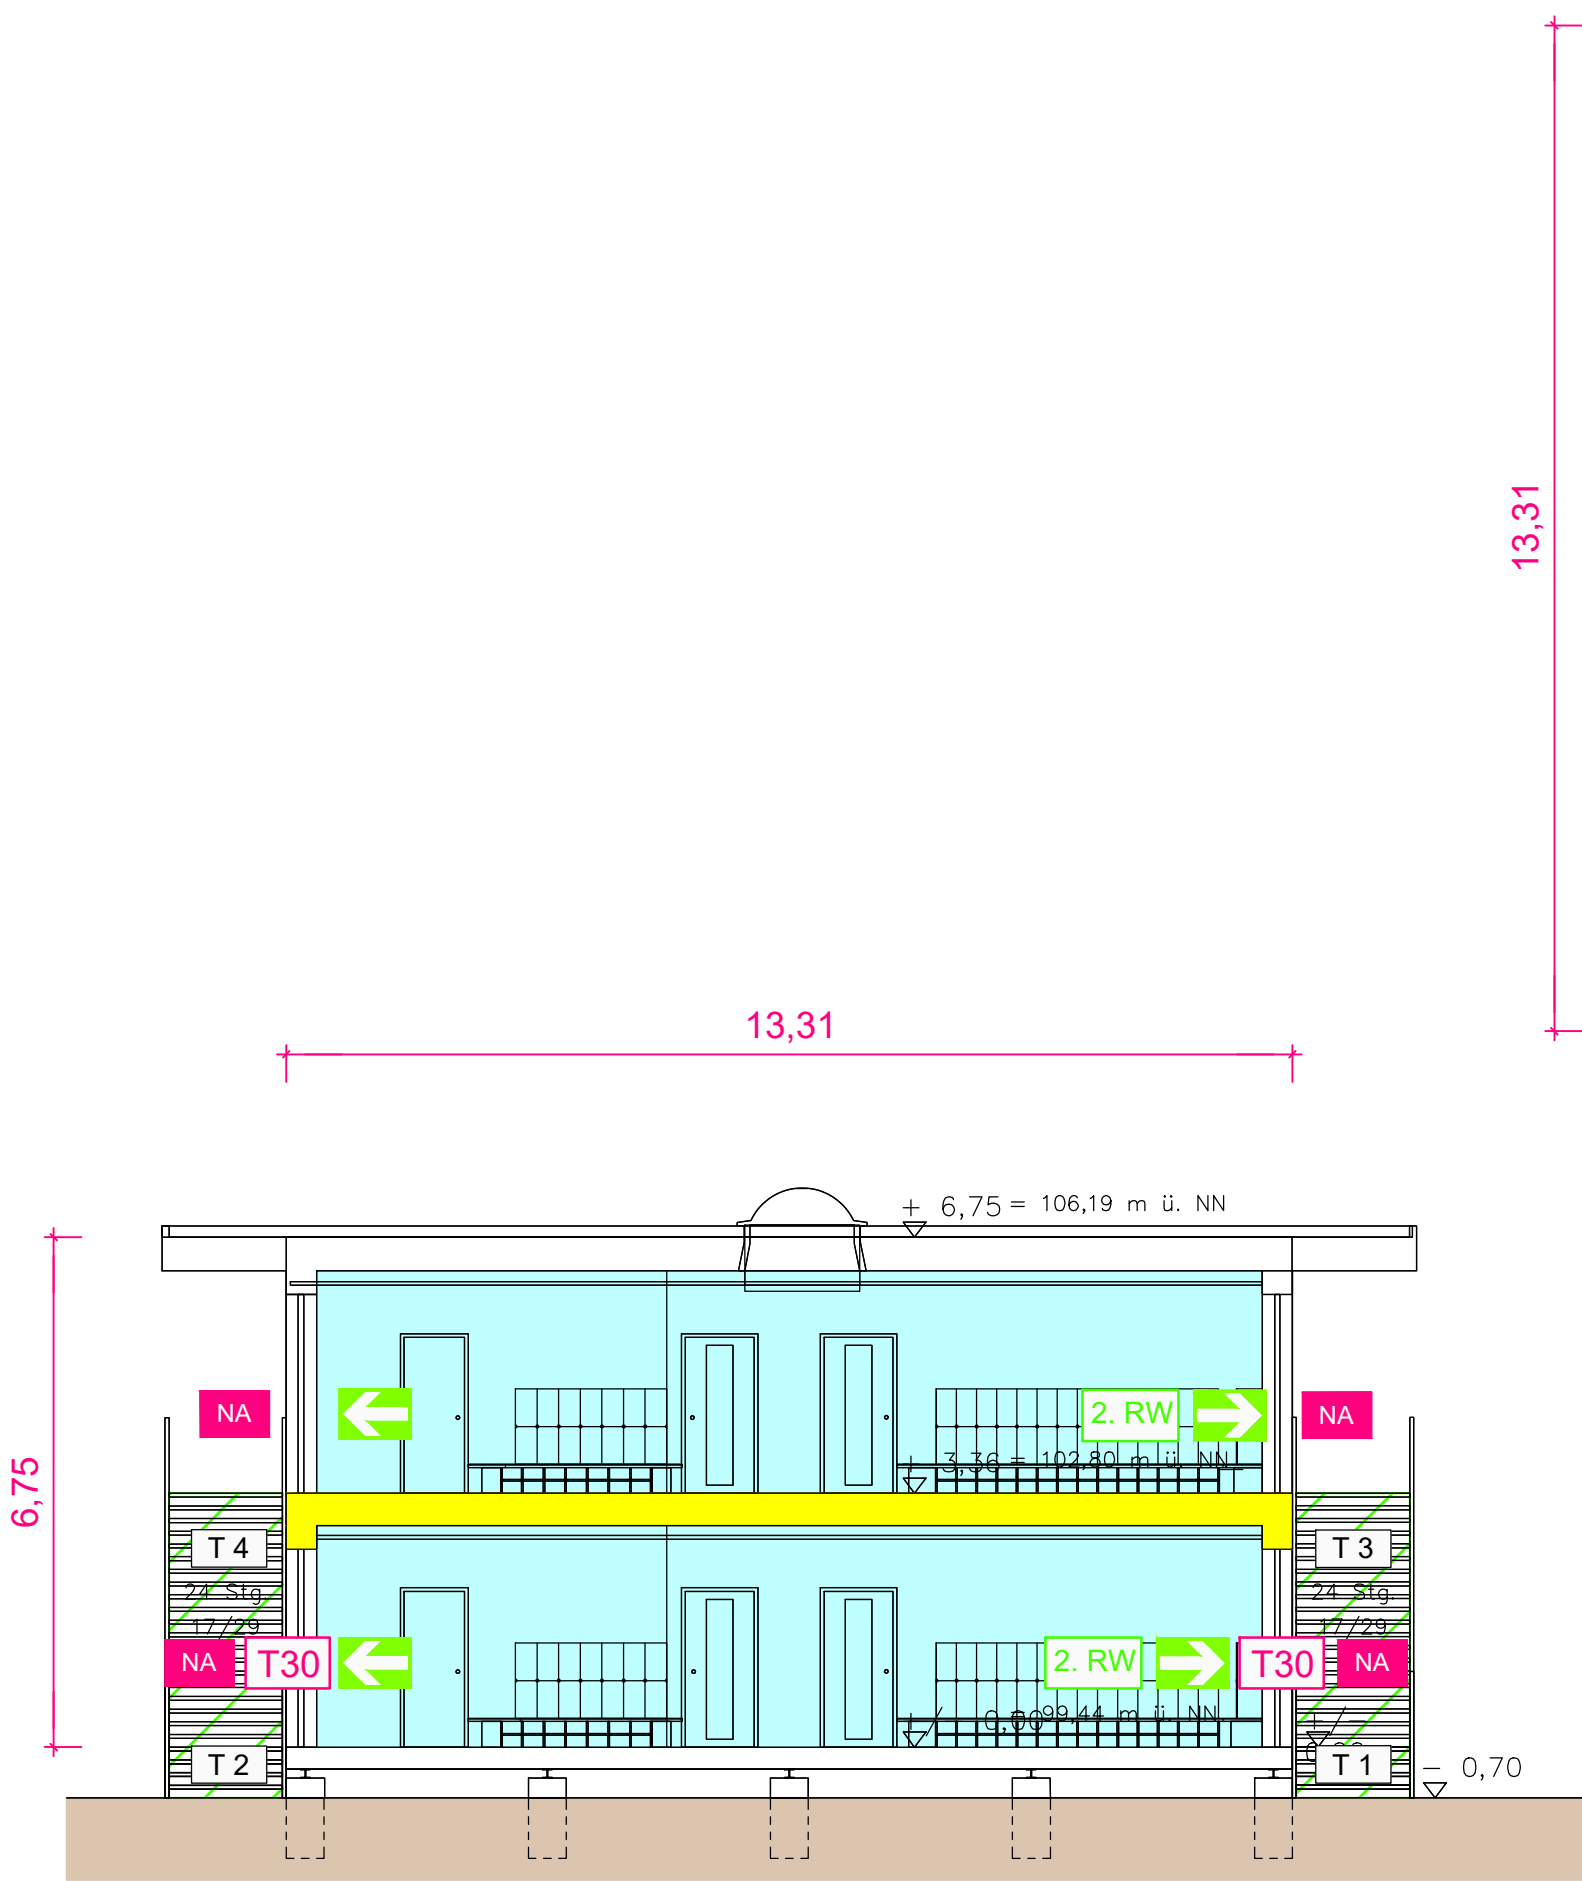 13,31
13,31
+ 6,75 = 106,19 m ü. NN
6,75
NA
2. RW
NA
+ 3,36 = 102,80 m ü. NN
T 4
T 3
24 Stg.
17/29
24 Stg.
17/29
NA
T30
2. RW
T30
NA
+/- 0,00 = 99,44 m ü. NN
+/-
T 2
T 1
- 0,70